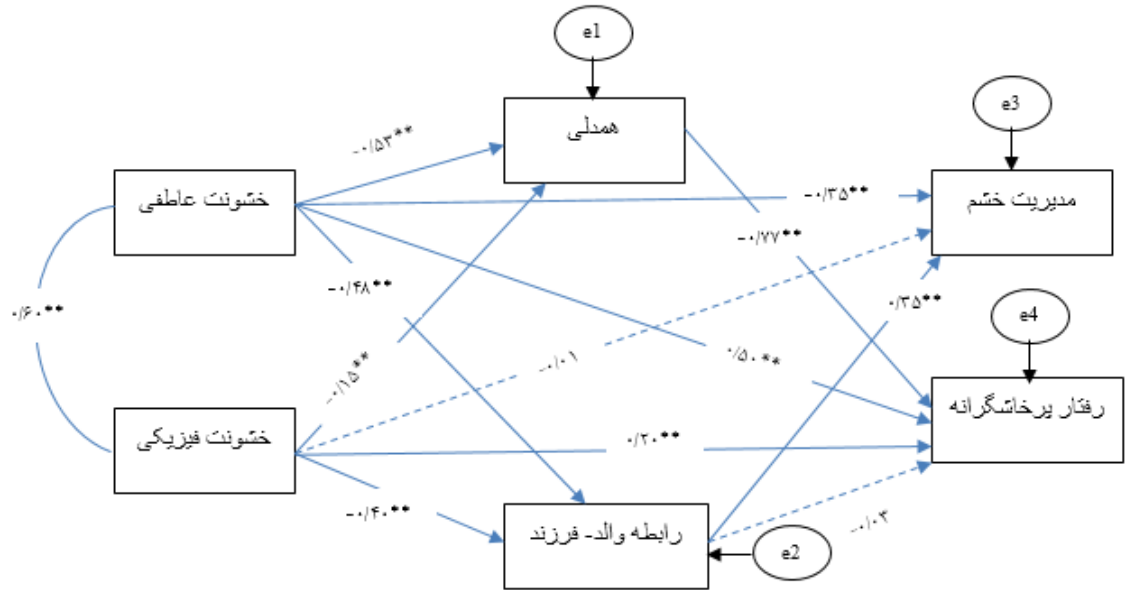 e1
همدلی
e3
مدیریت خشم
-۰/۵۳**
خشونت عاطفی
-۰/۳۵**
-۰/۷۷**
-۰/۴۸**
۰/۶۰**
۰/۳۵**
e4
-۰/۱۵**
-۰/۰۱
۰/۵۰**
رفتار پرخاشگرانه
خشونت فیزیکی
۰/۲۰**
-۰/۴۰**
رابطه والد- فرزند
-۰/۰۳
e2